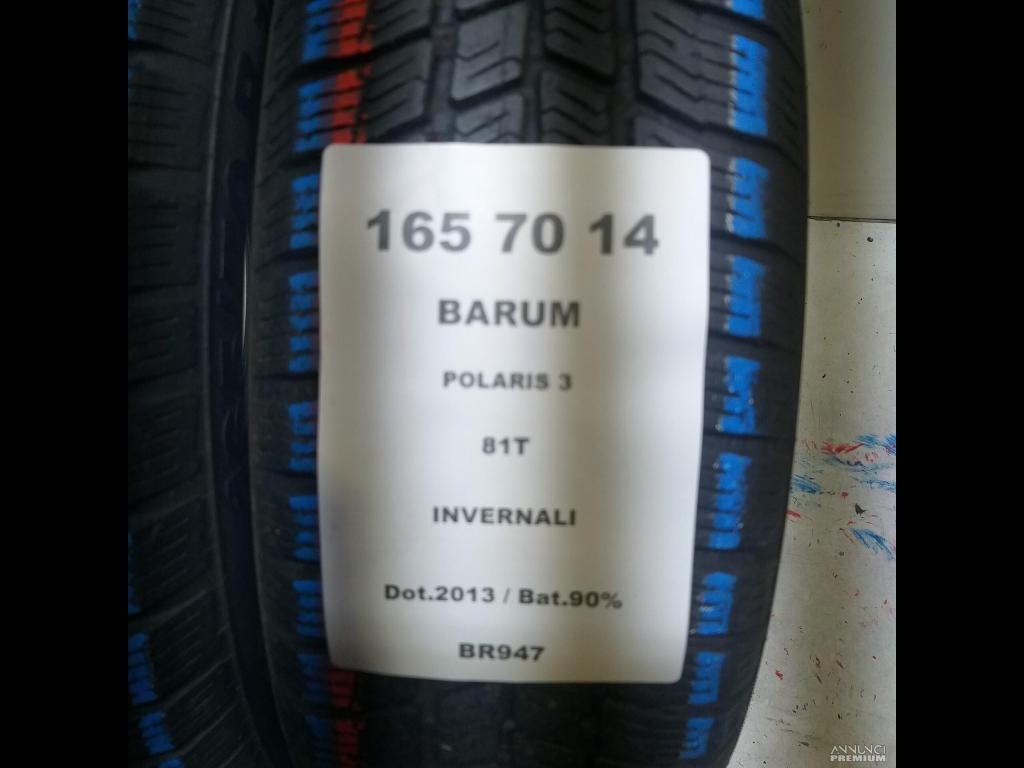 165 70 14
BARUM
POLARIS 3
81T
INVERNALI
Dot.2013 / Bat.90%
BR947
ANNUNCI
PREMIUM